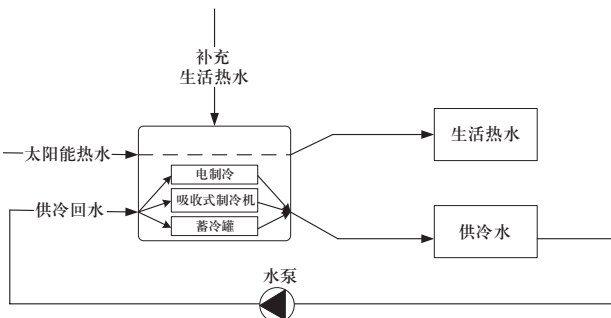 补充
生活热水
太阳能热水
生活热水
电制冷
吸收式制冷机
供冷回水
蓄冷罐
供冷水
水泵